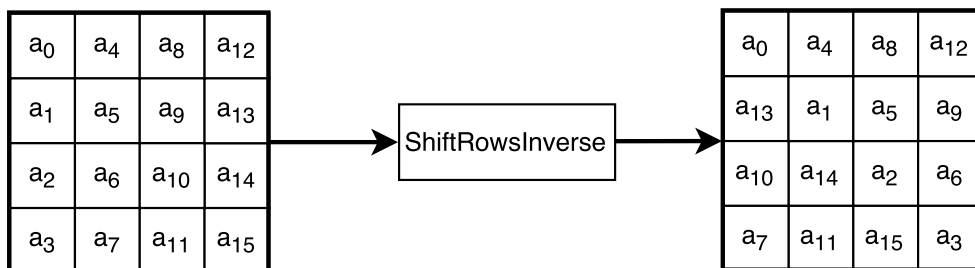 a₀ a₄ a₈ a₁₂
a₁ a₅ a₉ a₁₃
a₂ a₆ a₁₀ a₁₄
a₃ a₇ a₁₁ a₁₅
ShiftRowsInverse
a₀ a₄ a₈ a₁₂
a₁₃ a₁ a₅ a₉
a₁₀ a₁₄ a₂ a₆
a₇ a₁₁ a₁₅ a₃